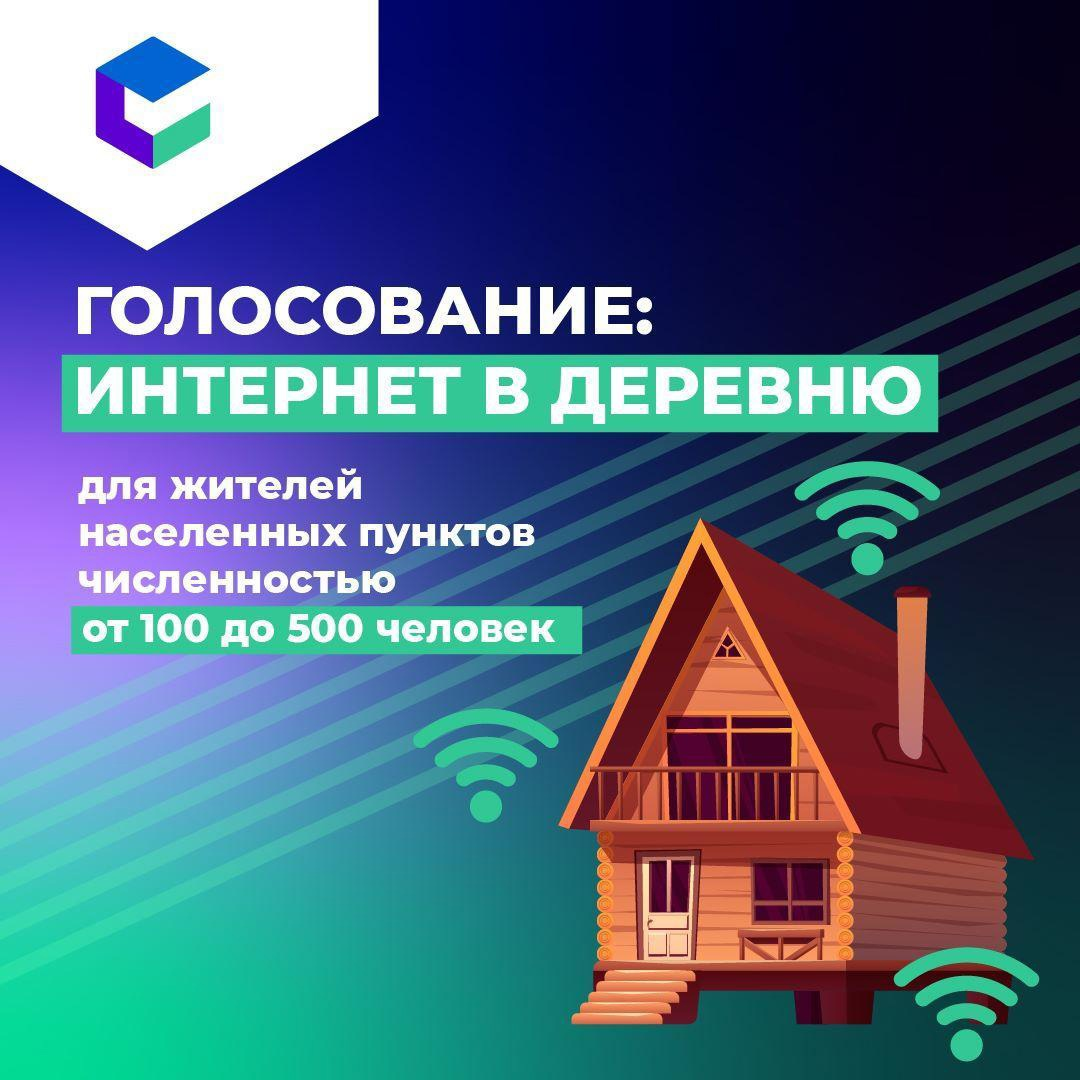 ГОЛОСОВАНИЕ:
ИНТЕРНЕТ В ДЕРЕВНЮ
для жителей
населенных пунктов
численностью
от 100 до 500 человек